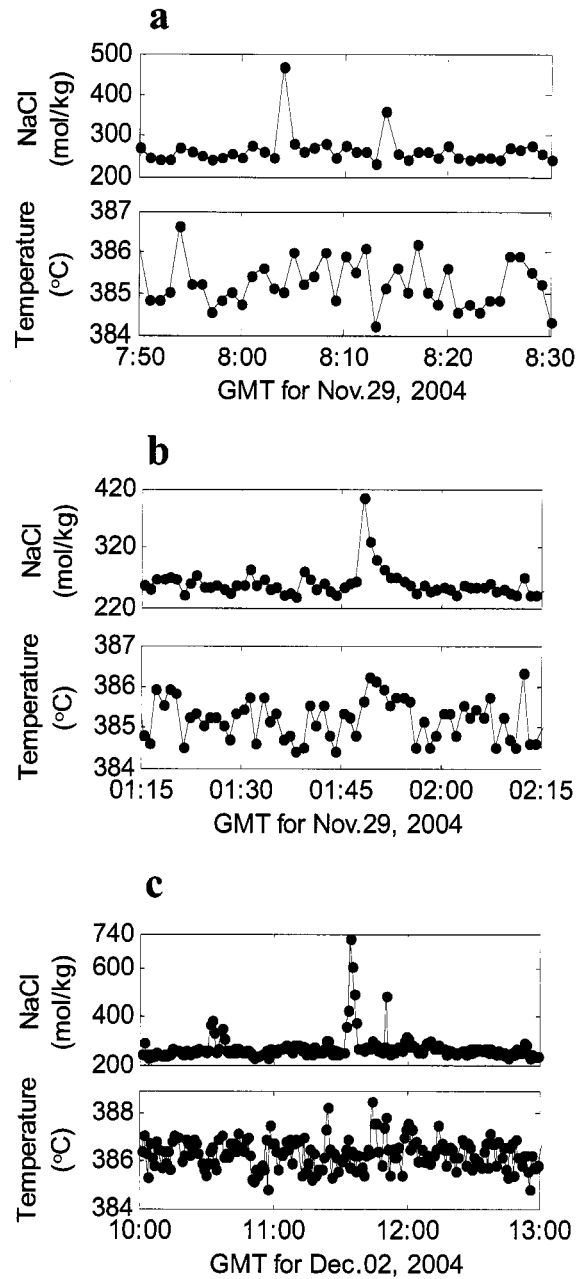 a
500
400
300
200
NaCl
(mol/kg)
387
386
385
384
Temperature
(oC)
7:50 8:00 8:10 8:20 8:30
GMT for Nov.29, 2004
b
420
320
220
NaCl
(mol/kg)
387
386
385
384
Temperature
(oC)
01:15 01:30 01:45 02:00 02:15
GMT for Nov.29, 2004
c
740
600
400
200
NaCl
(mol/kg)
388
386
384
Temperature
(oC)
10:00 11:00 12:00 13:00
GMT for Dec.02, 2004